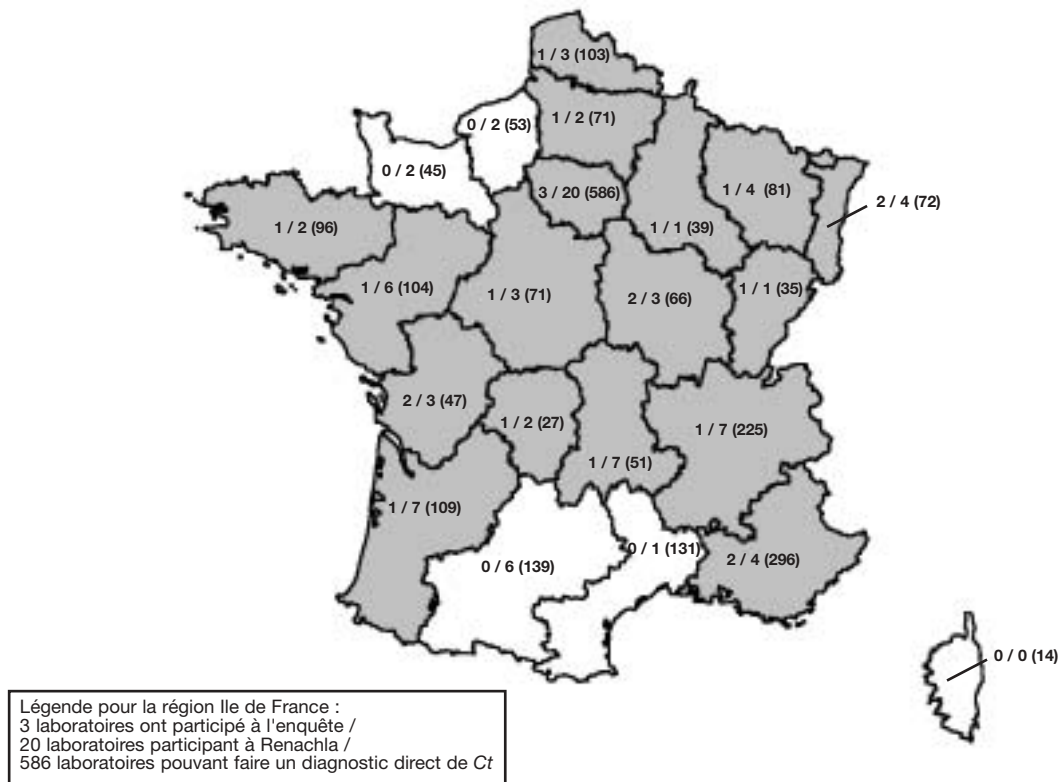 1 / 3 (103)
0 / 2 (53)
1 / 2 (71)
0 / 2 (45)
3 / 20 (586)
1 / 4 (81)
2 / 4 (72)
1 / 2 (96)
1 / 1 (39)
1 / 6 (104)
1 / 3 (71)
2 / 3 (66)
1 / 1 (35)
2 / 3 (47)
1 / 2 (27)
1 / 7 (225)
1 / 7 (51)
1 / 7 (109)
0 / 6 (139)
0 / 1 (131)
2 / 4 (296)
0 / 0 (14)
Légende pour la région Ile de France :
3 laboratoires ont participé à l'enquête /
20 laboratoires participant à Renachla /
586 laboratoires pouvant faire un diagnostic direct de Ct